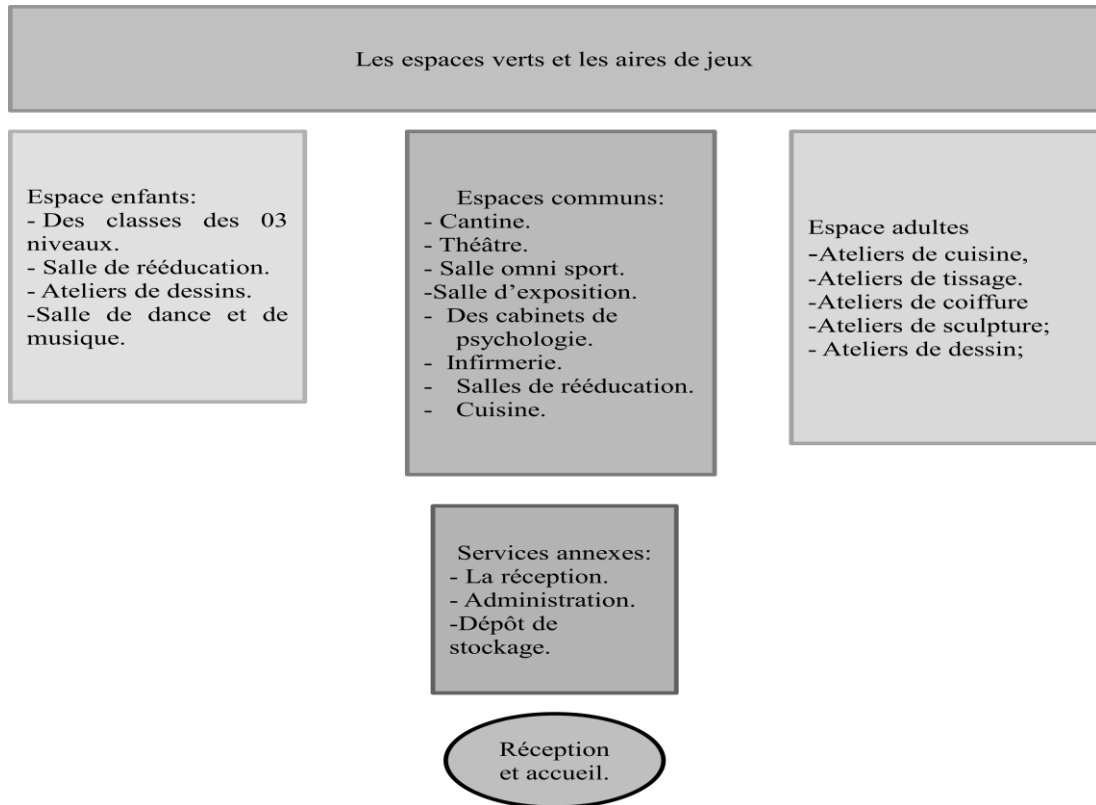 Les espaces verts et les aires de jeux
Espace enfants:
- Des classes des 03
niveaux.
- Salle de rééducation.
- Ateliers de dessins.
-Salle de dance et de
musique.
Espaces communs:
- Cantine.
- Théâtre.
- Salle omni sport.
-Salle d’exposition.
- Des cabinets de
psychologie.
- Infirmerie.
- Salles de rééducation.
- Cuisine.
Espace adultes
-Ateliers de cuisine,
-Ateliers de tissage.
-Ateliers de coiffure
-Ateliers de sculpture;
- Ateliers de dessin;
Services annexes:
- La réception.
- Administration.
-Dépôt de
stockage.
Réception
et accueil.